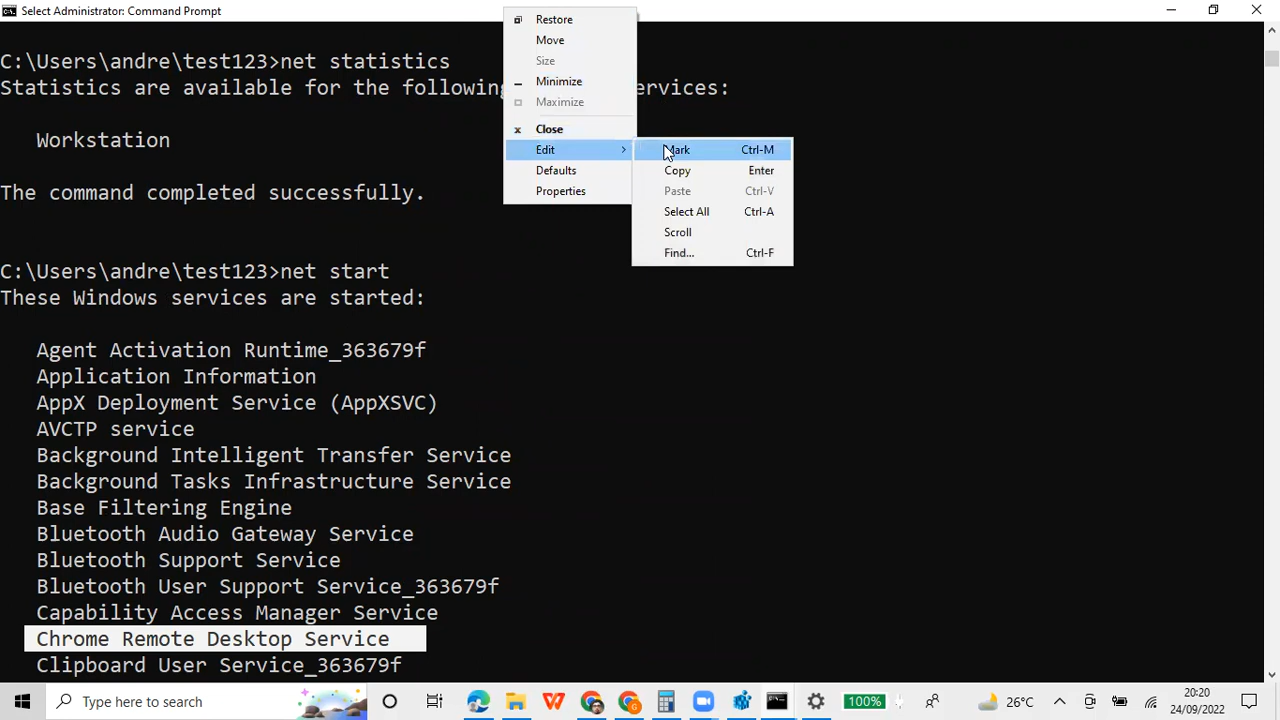 Select Administrator: Command Prompt
C:\Users\andre\test123>net statistics
Statistics are available for the following
ervices:
Workstation
The command completed successfully.
C:\Users\andre\test123>net start
These Windows services are started:
Agent Activation Runtime_363679f
Application Information
AppX Deployment Service (AppXSVC)
AVCTP service
Background Intelligent Transfer Service
Background Tasks Infrastructure Service
Base Filtering Engine
Bluetooth Audio Gateway Service
Bluetooth Support Service
Bluetooth User Support Service_363679f
Capability Access Manager Service
Chrome Remote Desktop Service
Clipboard User Service_363679f
Restore
Move
Size
Minimize
Maximize
Close
Edit
Defaults
Properties
Mark Ctrl-M
Copy Enter
Paste Ctrl-V
Select All Ctrl-A
Scroll
Find... Ctrl-F
Type here to search
100%
26°C
20:20
24/09/2022